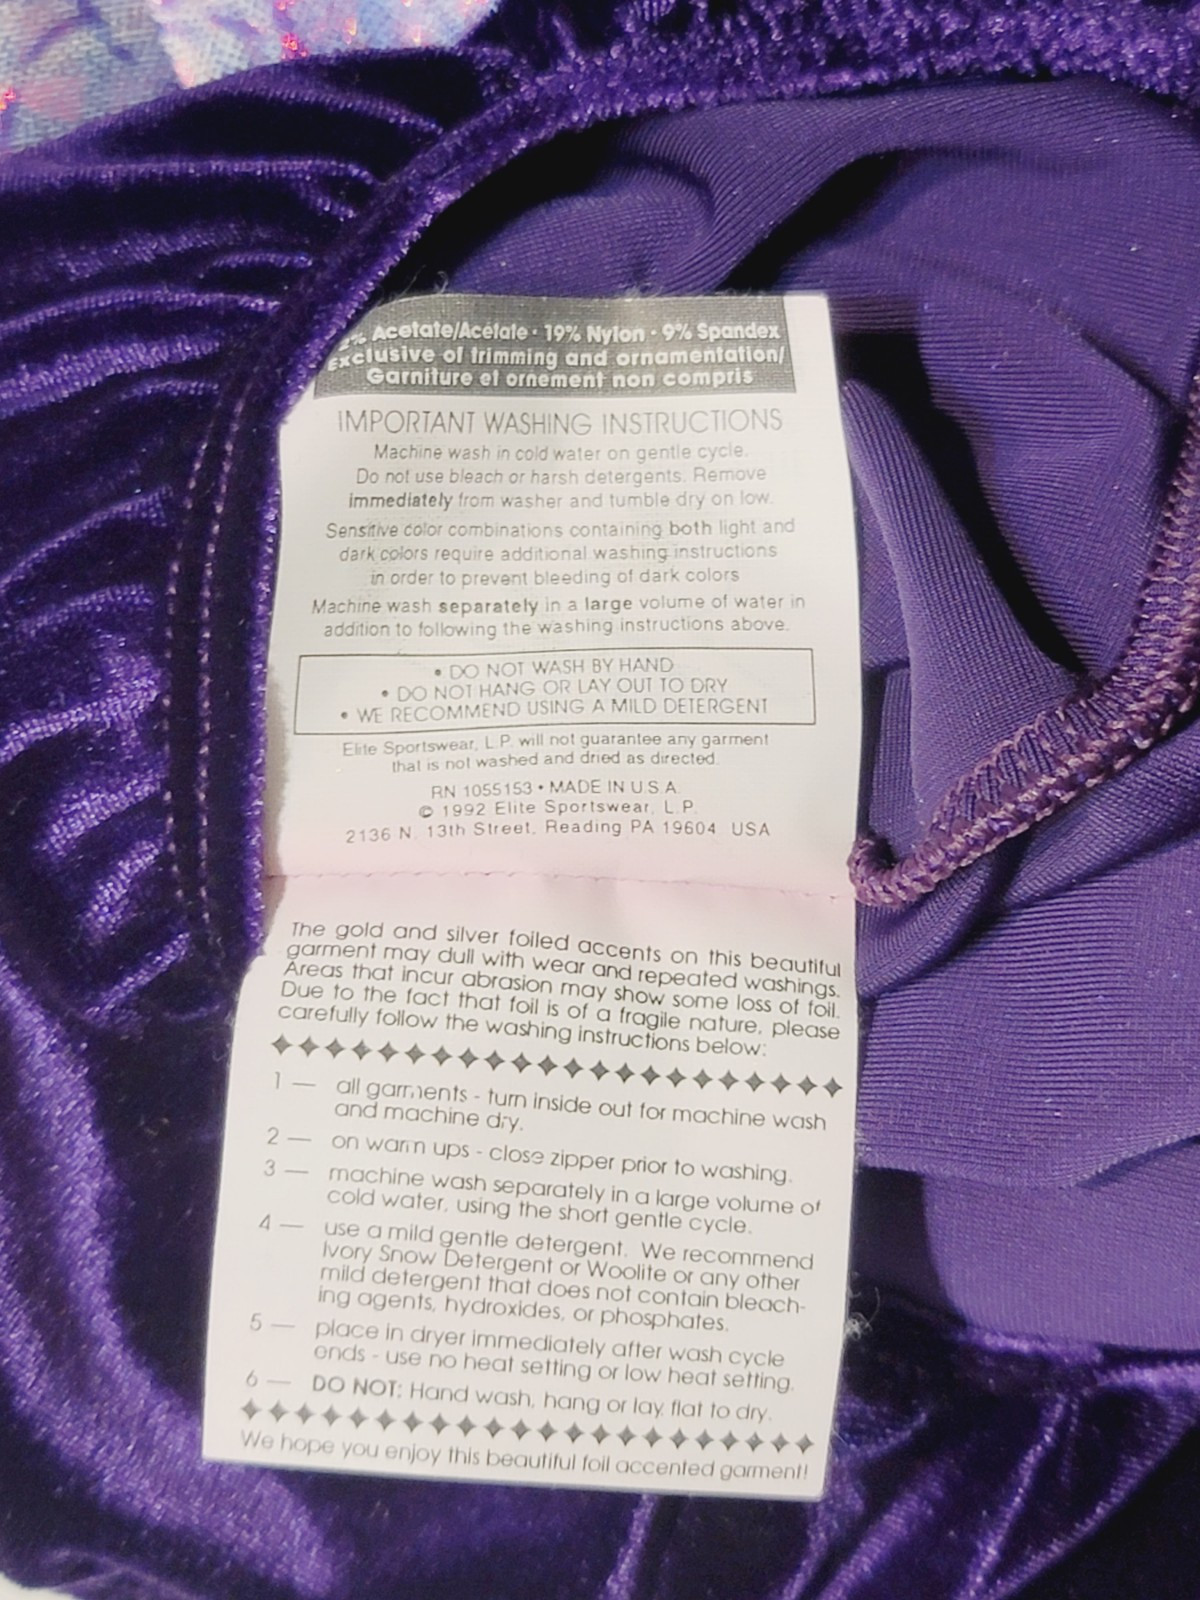 % Acetate/Acélate · 19% Nylon · 9% Spandex
Exclusive of trimming and ornamentation/
Garniture et ornement non compris
IMPORTANT WASHING INSTRUCTIONS
Machine wash in cold water on gentle cycle.
Do not use bleach or harsh detergents. Remove
immediately from washer and tumble dry on low.
Sensitive color combinations containing both light and
dark colors require additional washing instructions
in order to prevent bleeding of dark colors
Machine wash separately in a large volume of water in
addition to following the washing instructions above.
• DO NOT WASH BY HAND
• DO NOT HANG OR LAY OUT TO DRY
• WE RECOMMEND USING A MILD DETERGENT
Elite Sportswear, L.P. will not guarantee any garment
that is not washed and dried as directed.
RN 1055153 • MADE IN U.S.A.
© 1992 Elite Sportswear, L.P.
2136 N. 13th Street, Reading PA 19604 USA
The gold and silver foiled accents on this beautiful
garment may dull with wear and repeated washings.
Areas that incur abrasion may show some loss of foil.
Due to the fact that foil is of a fragile nature, please
carefully follow the washing instructions below:
1 — all garments - turn inside out for machine wash
and machine dry.
2 — on warm ups - close zipper prior to washing.
3 — machine wash separately in a large volume of
cold water, using the short gentle cycle.
4 — use a mild gentle detergent. We recommend
Ivory Snow Detergent or Woolite or any other
mild detergent that does not contain bleach-
ing agents, hydroxides, or phosphates.
5 — place in dryer immediately after wash cycle
ends - use no heat setting or low heat setting.
6 — DO NOT: Hand wash, hang or lay flat to dry.
We hope you enjoy this beautiful foil accented garment!